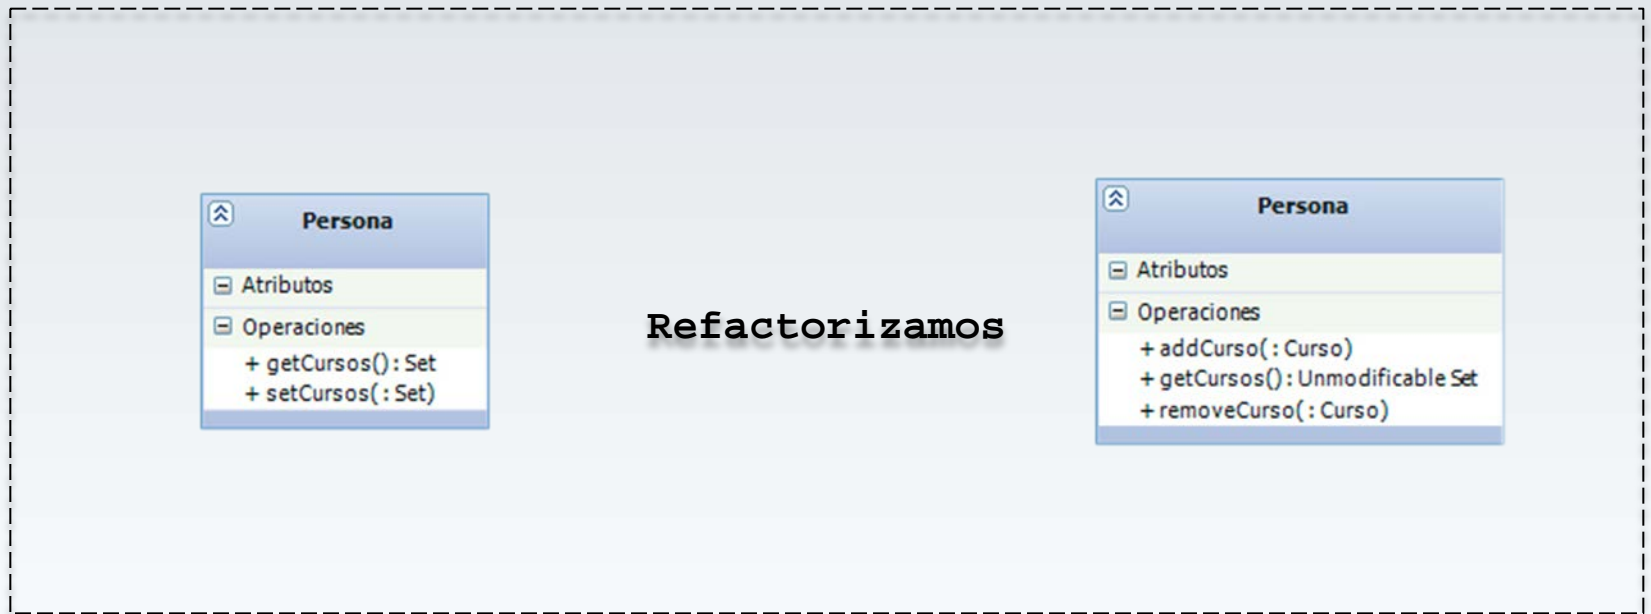 Persona
Atributos
Operaciones
+ getCursos(): Set
+ setCursos(: Set)
Refactorizamos
Persona
Atributos
Operaciones
+ addCurso(: Curso)
+ getCursos(): Unmodificable Set
+ removeCurso(: Curso)